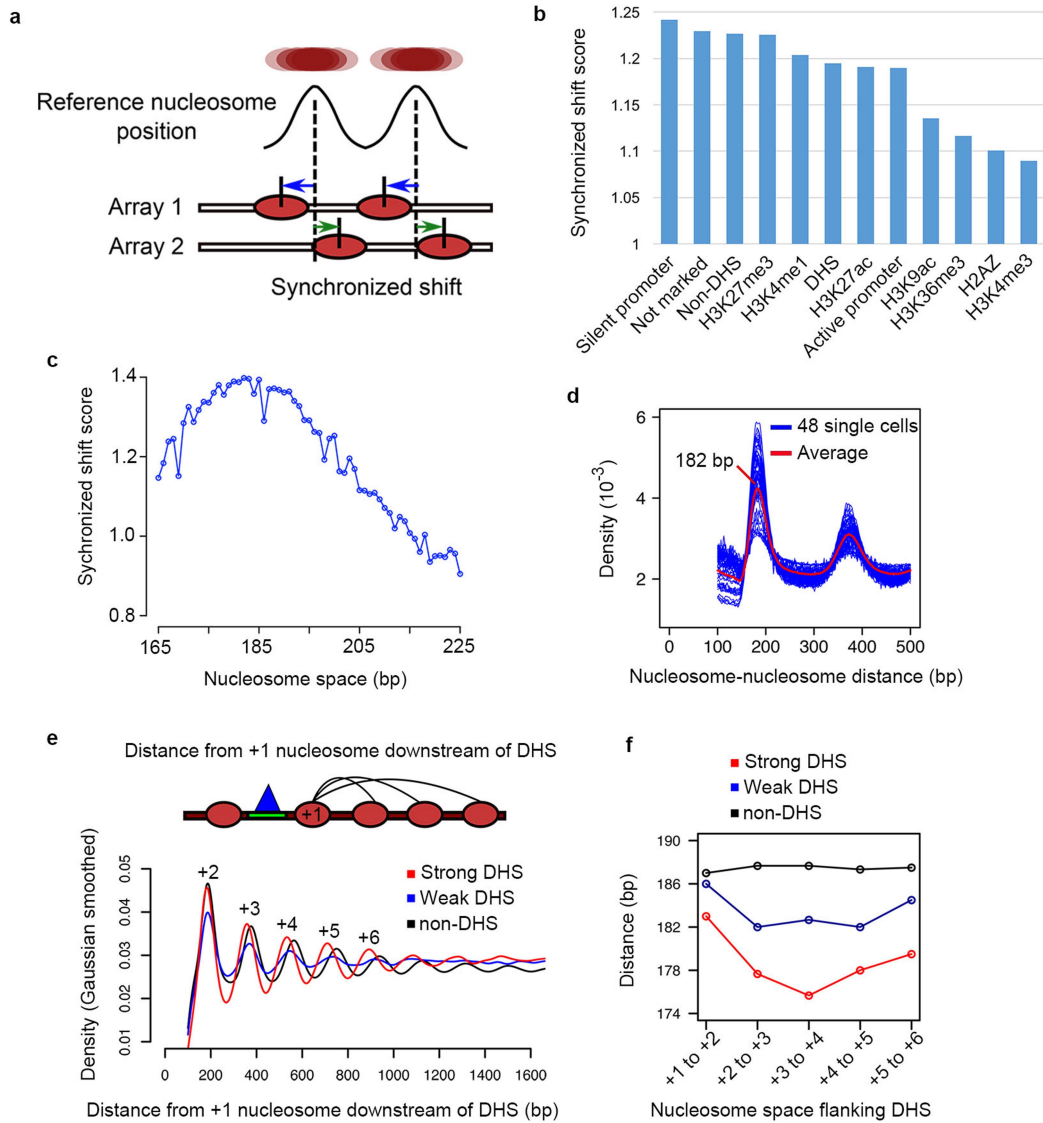 a
Reference nucleosome
position
Array 1
Array 2
Synchronized shift
b
Synchronized shift score
1.25
1.2
1.15
1.1
1.05
1
Silent promoter
Not marked
Non-DHS
H3K27me3
H3K4me1
DHS
H3K27ac
Active promoter
H3K9ac
H3K36me3
H2AZ
H3K4me3
c
Sychronized shift score
1.4
1.2
1.0
0.8
165
185
205
225
Nucleosome space (bp)
d
Density (10-3)
6
4
2
48 single cells
Average
182 bp
0
100
200
300
400
500
Nucleosome-nucleosome distance (bp)
e
Distance from +1 nucleosome downstream of DHS
+1
Density (Gaussian smoothed)
0.05
0.04
0.03
0.02
0.01
+2
+3
+4
+5
+6
Strong DHS
Weak DHS
non-DHS
0
200
400
600
800
1000
1200
1400
1600
Distance from +1 nucleosome downstream of DHS (bp)
f
Strong DHS
Weak DHS
non-DHS
Distance (bp)
190
186
182
178
174
+1 to +2
+2 to +3
+3 to +4
+4 to +5
+5 to +6
Nucleosome space flanking DHS